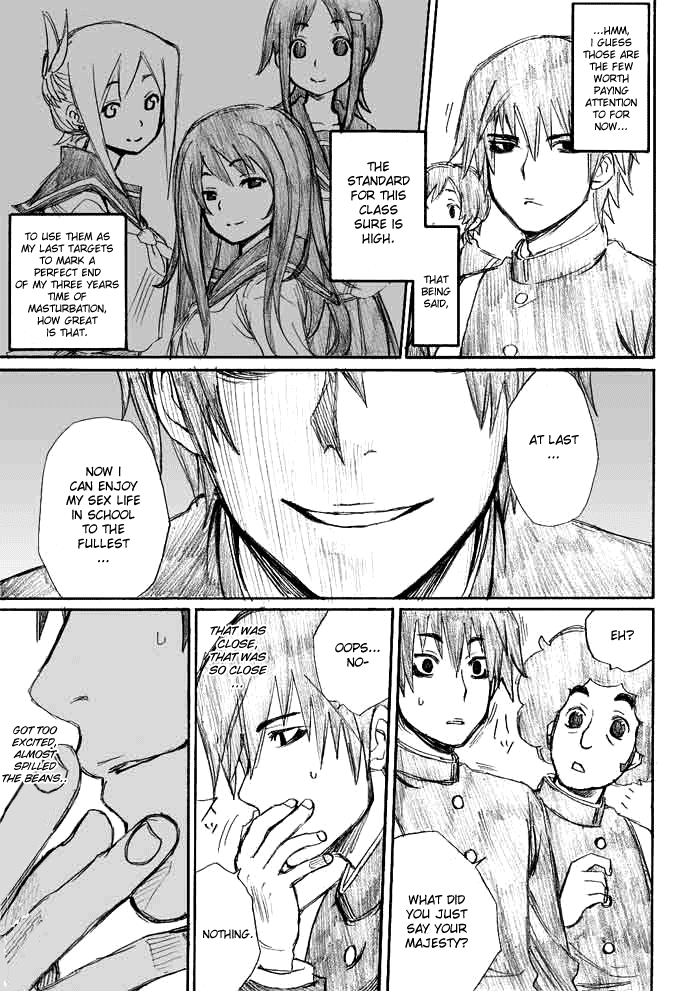 ...HMM,
I GUESS
THOSE ARE
THE FEW
WORTH
PAYING
ATTENTION
TO FOR
NOW...
THE
STANDARD
FOR THIS
CLASS
SURE IS
HIGH.
THAT
BEING
SAID,
TO USE THEM AS
MY LAST TARGETS
TO MARK A
PERFECT END
OF MY THREE YEARS
TIME OF
MASTURBATION,
HOW GREAT
IS THAT.
AT LAST
...
NOW I
CAN ENJOY
MY SEX LIFE
IN SCHOOL
TO THE
FULLEST
...
EH?
WHAT DID
YOU JUST
SAY YOUR
MAJESTY?
OOPS...
NO-
THAT WAS
CLOSE,
THAT WAS
SO CLOSE
...
NOTHING.
GOT TOO
EXCITED,
ALMOST
SPILLED
THE BEANS..